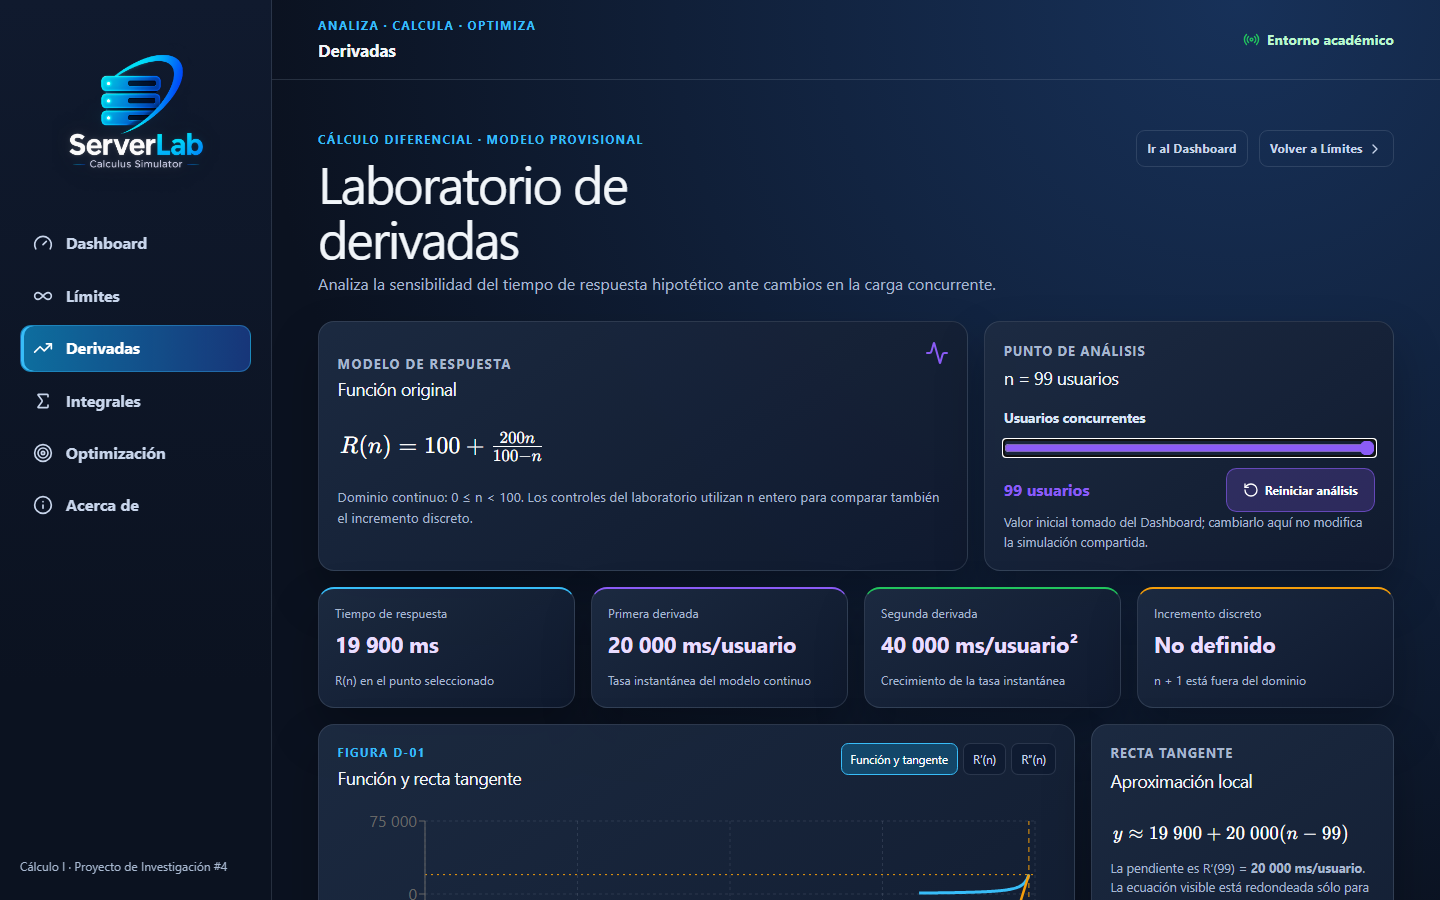 ServerLab
Calculus Simulator
Dashboard
Límites
Derivadas
Integrales
Optimización
Acerca de
Cálculo I · Proyecto de Investigación #4
ANALIZA · CALCULA · OPTIMIZA
Derivadas
Entorno académico
CÁLCULO DIFERENCIAL · MODELO PROVISIONAL
Laboratorio de
derivadas
Analiza la sensibilidad del tiempo de respuesta hipotético ante cambios en la carga concurrente.
Ir al Dashboard
Volver a Límites
MODELO DE RESPUESTA
Función original
R(n) = 100 + 200n/100−n
Dominio continuo: 0 ≤ n < 100. Los controles del laboratorio utilizan n entero para comparar también
el incremento discreto.
PUNTO DE ANÁLISIS
n = 99 usuarios
Usuarios concurrentes
99 usuarios
Reiniciar análisis
Valor inicial tomado del Dashboard; cambiarlo aquí no modifica
la simulación compartida.
Tiempo de respuesta
19 900 ms
R(n) en el punto seleccionado
Primera derivada
20 000 ms/usuario
Tasa instantánea del modelo continuo
Segunda derivada
40 000 ms/usuario²
Crecimiento de la tasa instantánea
Incremento discreto
No definido
n + 1 está fuera del dominio
FIGURA D-01
Función y recta tangente
Función y tangente
R′(n)
R″(n)
75 000
0
RECTA TANGENTE
Aproximación local
y ≈ 19 900 + 20 000(n − 99)
La pendiente es R′(99) = 20 000 ms/usuario.
La ecuación visible está redondeada sólo para